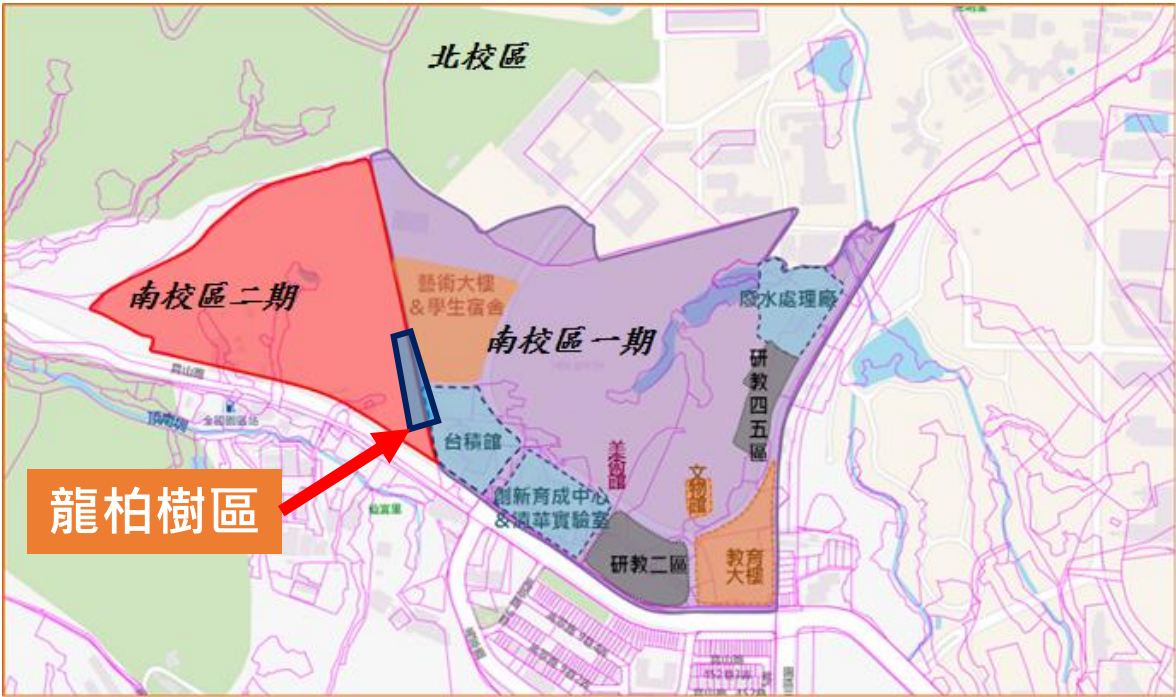 北校區
南校區二期
藝術大樓
&學生宿舍
南校區一期
廢水處理廠
研教四五區
台積館
美術館
文物館
創新育成中心
&清華實驗室
龍柏樹區
研教二區
教育
大樓
仙宮里